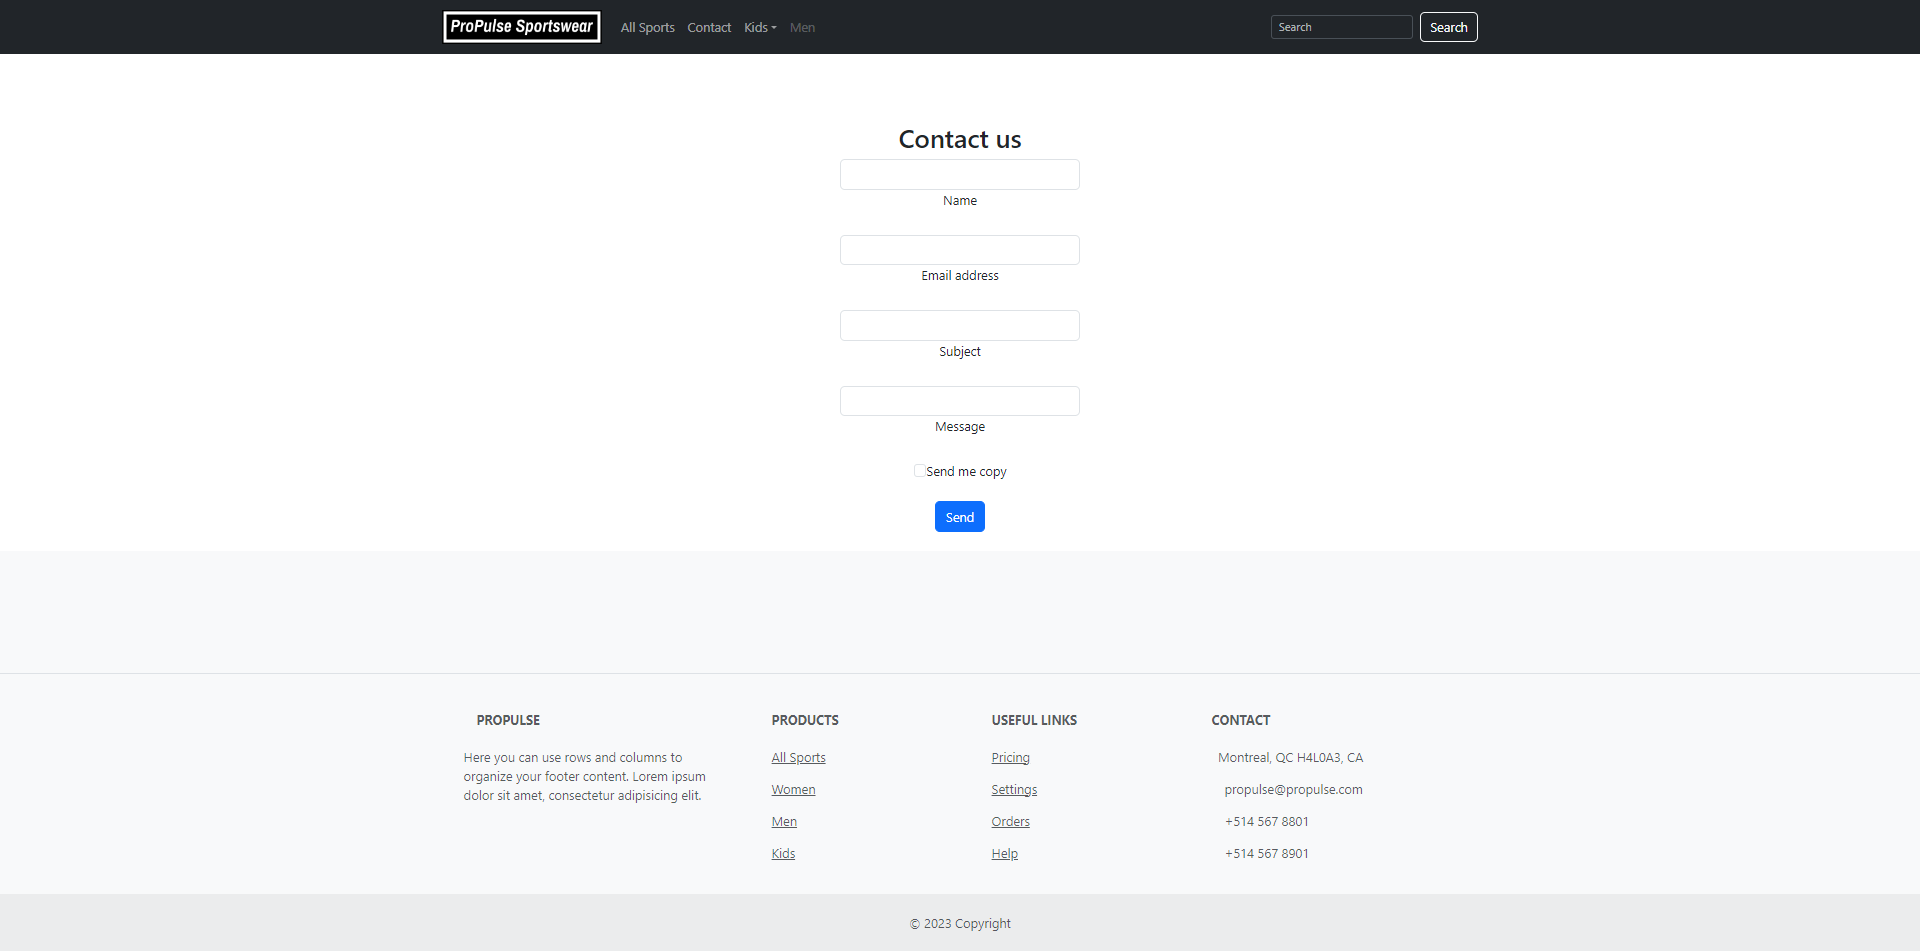 ProPulse Sportswear
All Sports Contact Kids Men
Search Search
Contact us
Name
Email address
Subject
Message
Send me copy
Send
PROPULSE
Here you can use rows and columns to
organize your footer content. Lorem ipsum
dolor sit amet, consectetur adipisicing elit.
PRODUCTS
All Sports
Women
Men
Kids
USEFUL LINKS
Pricing
Settings
Orders
Help
CONTACT
Montreal, QC H4L0A3, CA
propulse@propulse.com
+514 567 8801
+514 567 8901
© 2023 Copyright